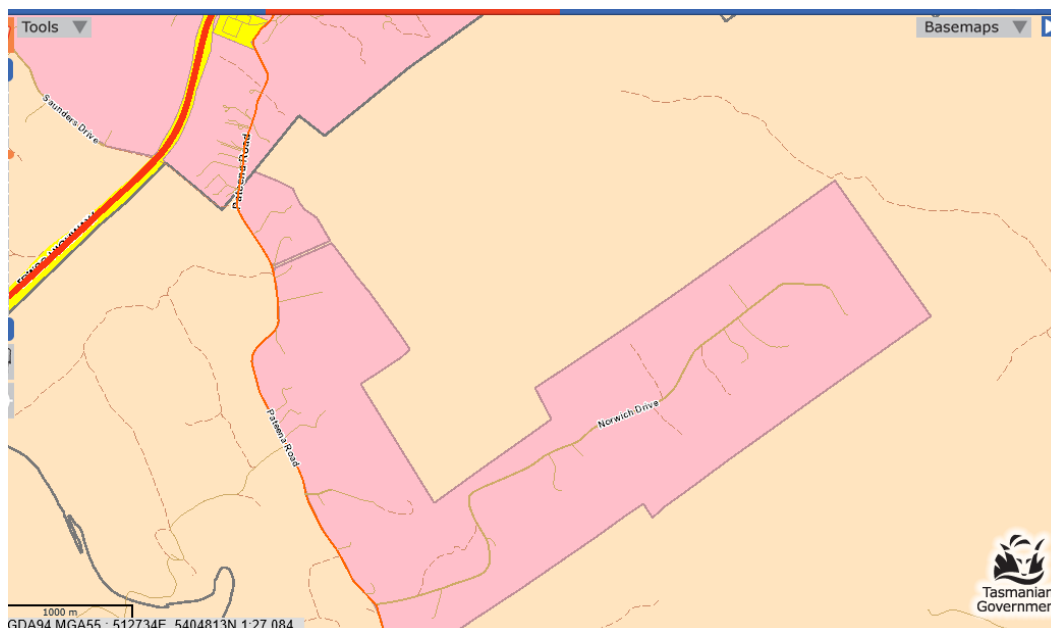 Tools
Basemaps
Saunders Drive
Pateena Road
Norwich Drive
Pateena Road
1000 m
GDA94 MGA55 : 512734E, 5404813N 1:27,084
Tasmanian
Government